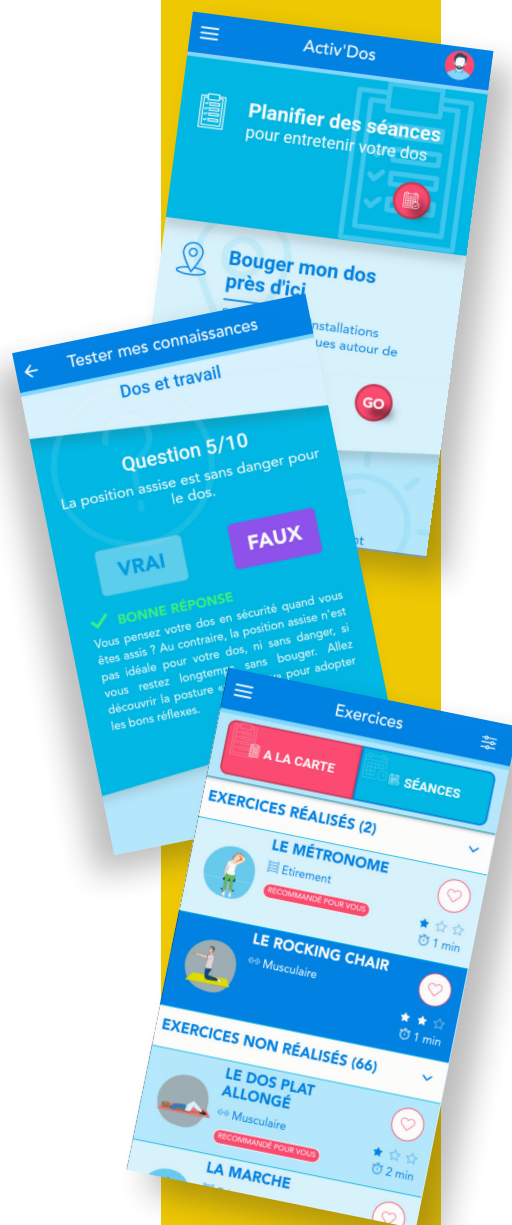 Activ'Dos
Planifier des séances
pour entretenir votre dos
Bouger mon dos
près d'ici
nstallations
ues autour de
GO
Tester mes connaissances
Dos et travail
Question 5/10
La position assise est sans danger pour
le dos.
VRAI
FAUX
BONNE RÉPONSE
Vous pensez votre dos en sécurité quand vous
êtes assis ? Au contraire, la position assise n'est
pas idéale pour votre dos, ni sans danger, si
vous restez longtemps sans bouger. Allez
découvrir la posture pour adopter
les bons réflexes.
Exercices
A LA CARTE
SÉANCES
EXERCICES RÉALISÉS (2)
LE MÉTRONOME
Etirement
RECOMMANDÉ POUR VOUS
1 min
LE ROCKING CHAIR
Musculaire
1 min
EXERCICES NON RÉALISÉS (66)
LE DOS PLAT
ALLONGÉ
Musculaire
RECOMMANDÉ POUR VOUS
2 min
LA MARCHE